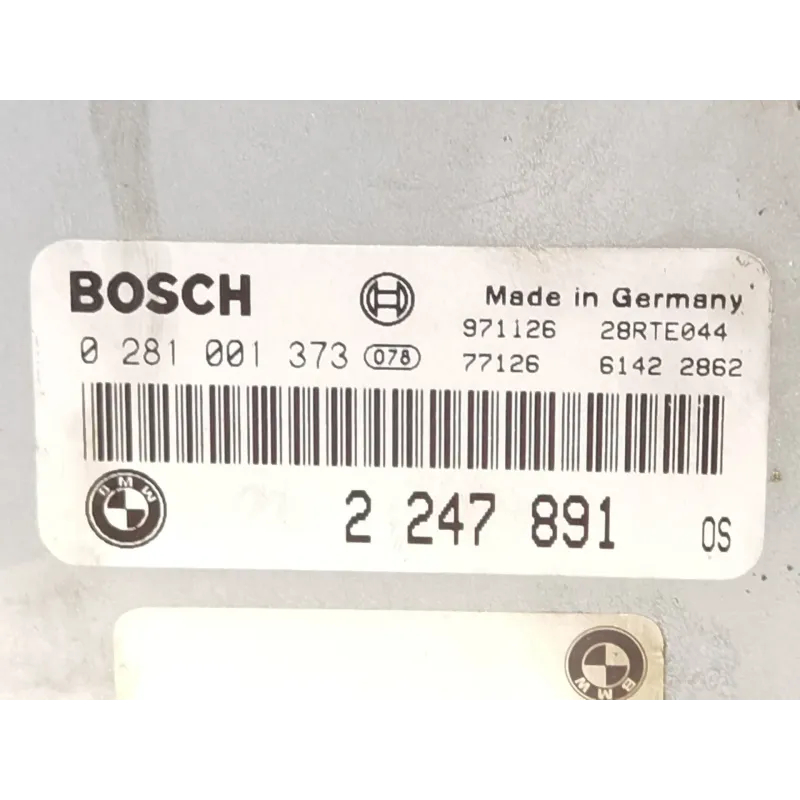 BOSCH
Made in Germany
971126 28RTE044
0 281 001 373 078
77126 6142 2862
BMW
2 247 891 0S
BMW